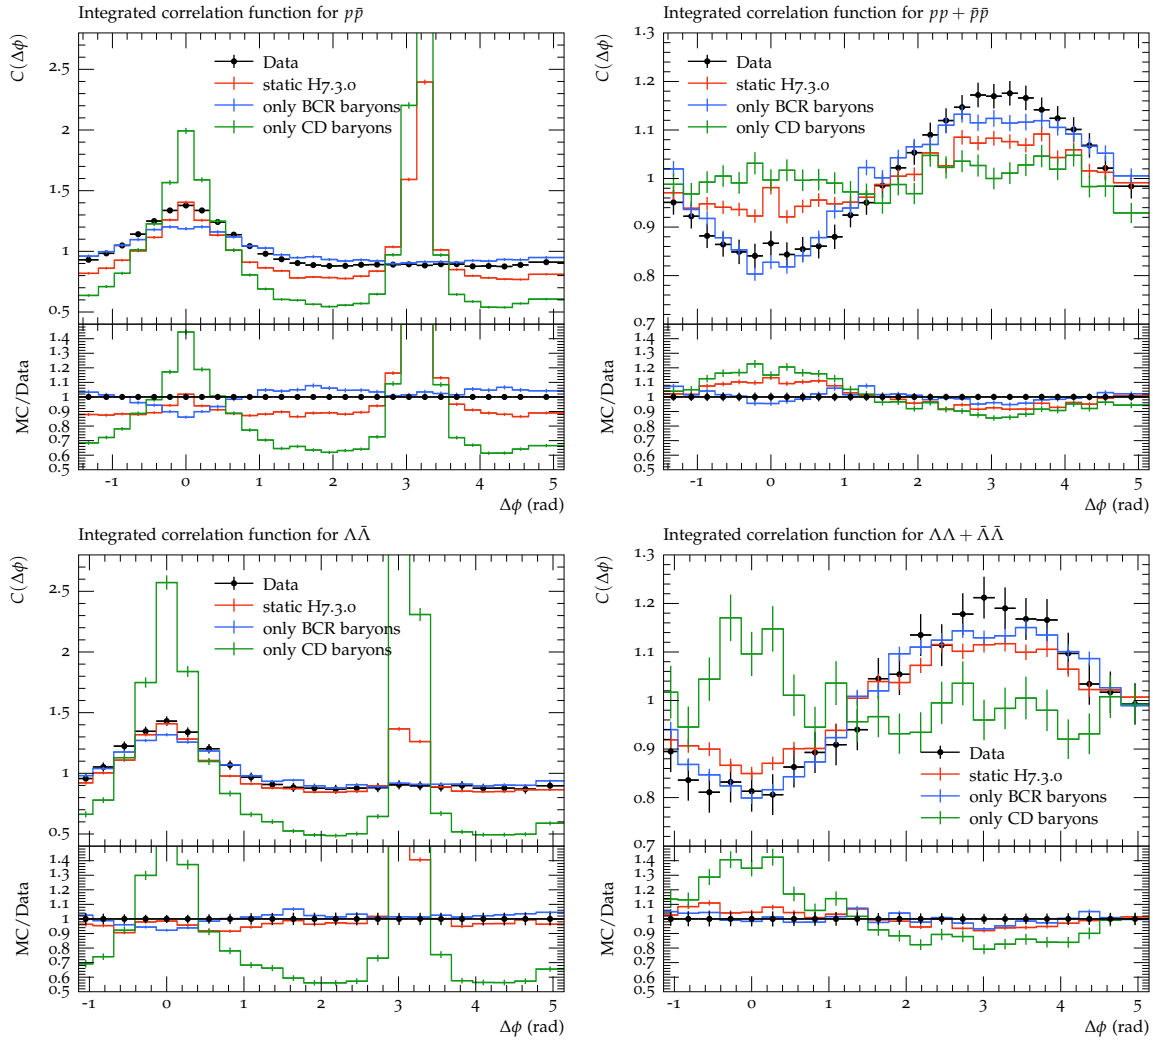 Integrated correlation function for pp̄
C(Δϕ)
2.5
2
1.5
1
0.5
Data
static H7.3.0
only BCR baryons
only CD baryons
MC/Data
1.4
1.3
1.2
1.1
1
0.9
0.8
0.7
0.6
0.5
-1 0 1 2 3 4 5
Δϕ (rad)
Integrated correlation function for pp + p̄p̄
C(Δϕ)
1.3
1.2
1.1
1.0
0.9
0.8
0.7
Data
static H7.3.0
only BCR baryons
only CD baryons
MC/Data
1.4
1.3
1.2
1.1
1
0.9
0.8
0.7
0.6
0.5
-1 0 1 2 3 4 5
Δϕ (rad)
Integrated correlation function for ΛΛ̄
C(Δϕ)
2.5
2
1.5
1
0.5
Data
static H7.3.0
only BCR baryons
only CD baryons
MC/Data
1.4
1.3
1.2
1.1
1
0.9
0.8
0.7
0.6
0.5
-1 0 1 2 3 4 5
Δϕ (rad)
Integrated correlation function for ΛΛ + Λ̄Λ̄
C(Δϕ)
1.3
1.2
1.1
1.0
0.9
0.8
0.7
Data
static H7.3.0
only BCR baryons
only CD baryons
MC/Data
1.4
1.3
1.2
1.1
1
0.9
0.8
0.7
0.6
0.5
-1 0 1 2 3 4 5
Δϕ (rad)